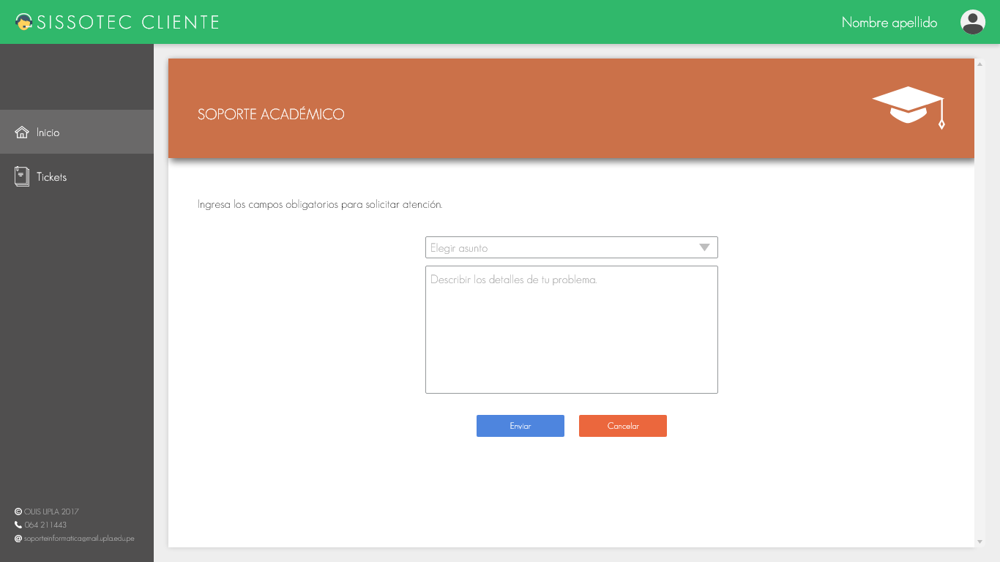 SISSOTEC CLIENTE
Nombre apellido
Inicio
Tickets
SOPORTE ACADÉMICO
Ingresa los campos obligatorios para solicitar atención.
Elegir asunto
Describir los detalles de tu problema.
Enviar
Cancelar
© OUIS UPLA 2017
064 211443
@ soporteinformatica@mail.upla.edu.pe